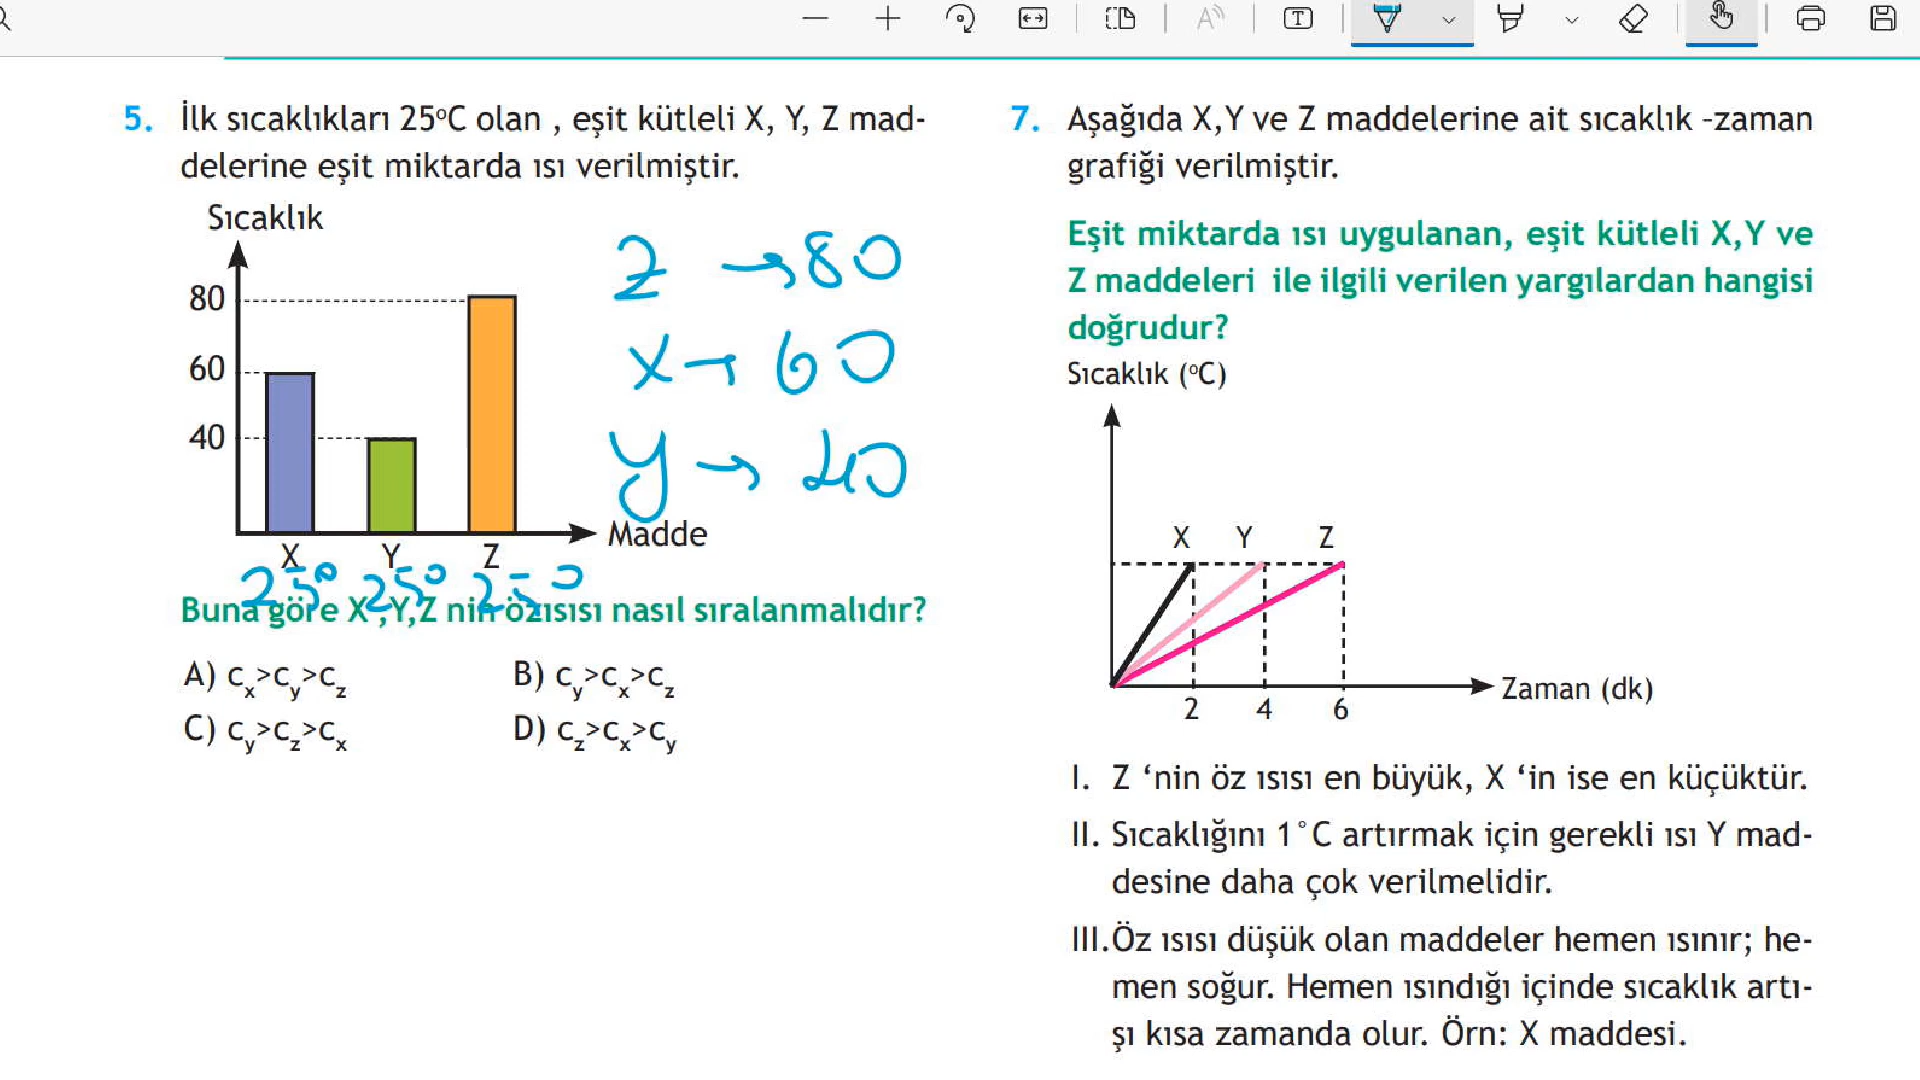 5. İlk sıcaklıkları 25°C olan , eşit kütleli X, Y, Z mad-
delerine eşit miktarda ısı verilmiştir.
Sıcaklık
80
60
40
X Y Z
Madde
Z → 80
X → 60
y → 40
25° 25° 25°
Buna göre X ,Y,Z nin özısısı nasıl sıralanmalıdır?
A) cx>cy>cz
B) cy>cx>cz
C) cy>cz>cx
D) cz>cx>cy
7. Aşağıda X,Y ve Z maddelerine ait sıcaklık -zaman
grafiği verilmiştir.
Eşit miktarda ısı uygulanan, eşit kütleli X,Y ve
Z maddeleri ile ilgili verilen yargılardan hangisi
doğrudur?
Sıcaklık (°C)
X Y Z
2 4 6
Zaman (dk)
I. Z ‘nin öz ısısı en büyük, X ‘in ise en küçüktür.
II. Sıcaklığını 1°C artırmak için gerekli ısı Y mad-
desine daha çok verilmelidir.
III.Öz ısısı düşük olan maddeler hemen ısınır; he-
men soğur. Hemen ısındığı içinde sıcaklık artı-
şı kısa zamanda olur. Örn: X maddesi.